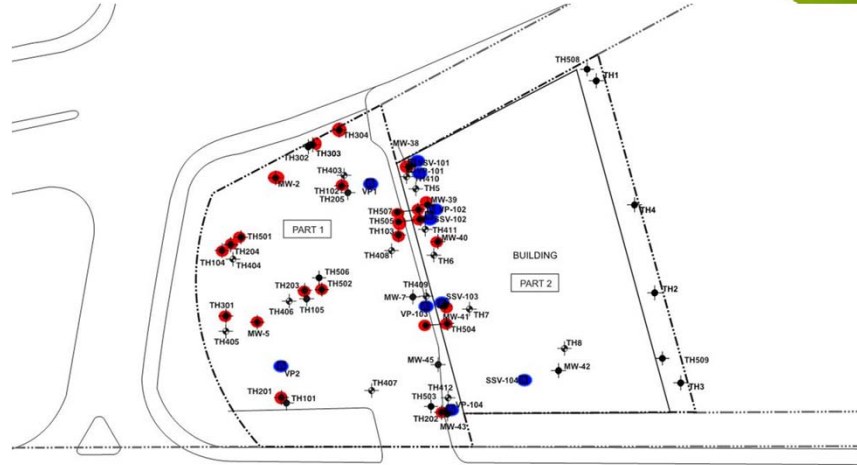 TH508
TH1
TH304
MW-38
TH302
TH303
SSV-101
VP-101
TH403
TH410
MW-2
TH102
VP1
TH5
TH205
MW-39
TH4
TH507
VP-102
TH505
SSV-102
PART 1
TH501
TH103
TH411
MW-40
TH204
TH104
TH404
TH408
TH6
BUILDING
TH506
PART 2
TH203
TH502
TH409
TH2
MW-7
SSV-103
TH406
TH105
TH301
VP-103
MW-41
TH7
MW-5
TH504
TH405
TH8
MW-45
MW-42
TH509
VP2
SSV-104
TH3
TH407
TH412
TH201
TH101
TH503
VP-104
TH202
MW-43